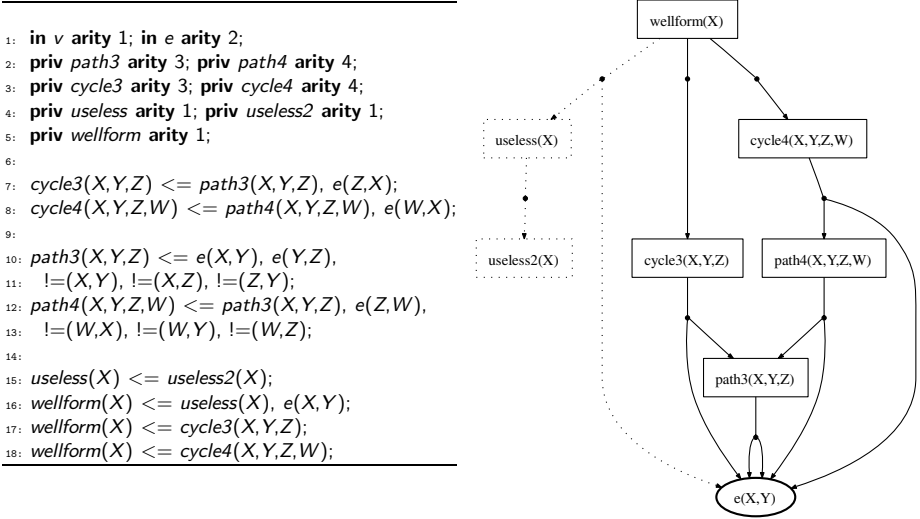 1: in v arity 1; in e arity 2;
2: priv path3 arity 3; priv path4 arity 4;
3: priv cycle3 arity 3; priv cycle4 arity 4;
4: priv useless arity 1; priv useless2 arity 1;
5: priv wellform arity 1;
6:
7: cycle3(X,Y,Z) <= path3(X,Y,Z), e(Z,X);
8: cycle4(X,Y,Z,W) <= path4(X,Y,Z,W), e(W,X);
9:
10: path3(X,Y,Z) <= e(X,Y), e(Y,Z),
11: !=(X,Y), !=(X,Z), !=(Z,Y);
12: path4(X,Y,Z,W) <= path3(X,Y,Z), e(Z,W),
13: !=(W,X), !=(W,Y), !=(W,Z);
14:
15: useless(X) <= useless2(X);
16: wellform(X) <= useless(X), e(X,Y);
17: wellform(X) <= cycle3(X,Y,Z);
18: wellform(X) <= cycle4(X,Y,Z,W);
wellform(X)
useless(X)
cycle4(X,Y,Z,W)
useless2(X)
cycle3(X,Y,Z)
path4(X,Y,Z,W)
path3(X,Y,Z)
e(X,Y)